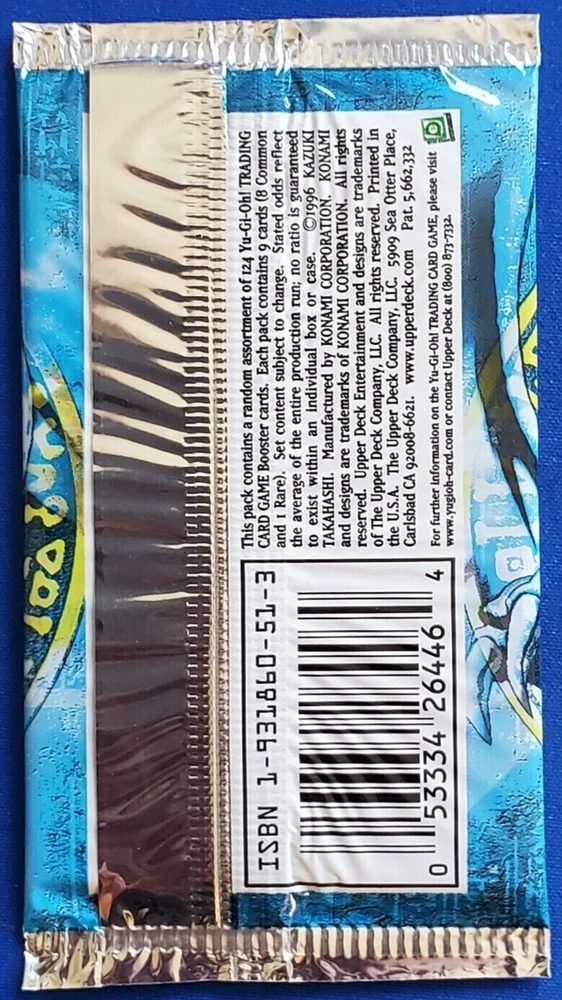 This pack contains a random assortment of 124 Yu-Gi-Oh! TRADING
CARD GAME Booster cards. Each pack contains 9 cards (8 Common
and 1 Rare). Set content subject to change. Stated odds reflect
the average of the entire production run; no ratio is guaranteed
to exist within an individual box or case. ©1996 KAZUKI
TAKAHASHI. Manufactured by KONAMI CORPORATION. KONAMI
and designs are trademarks of KONAMI CORPORATION. All rights
reserved. Upper Deck Entertainment and designs are trademarks
of The Upper Deck Company, LLC. All rights reserved. Printed in
the U.S.A. The Upper Deck Company, LLC. 5909 Sea Otter Place,
Carlsbad CA 92008-6621. www.upperdeck.com Pat. 5,662,332
For further information on the Yu-Gi-Oh! TRADING CARD GAME, please visit
www.yugioh-card.com or contact Upper Deck at (800) 873-7332.
ISBN 1-931860-51-3
0 53334 26446 4